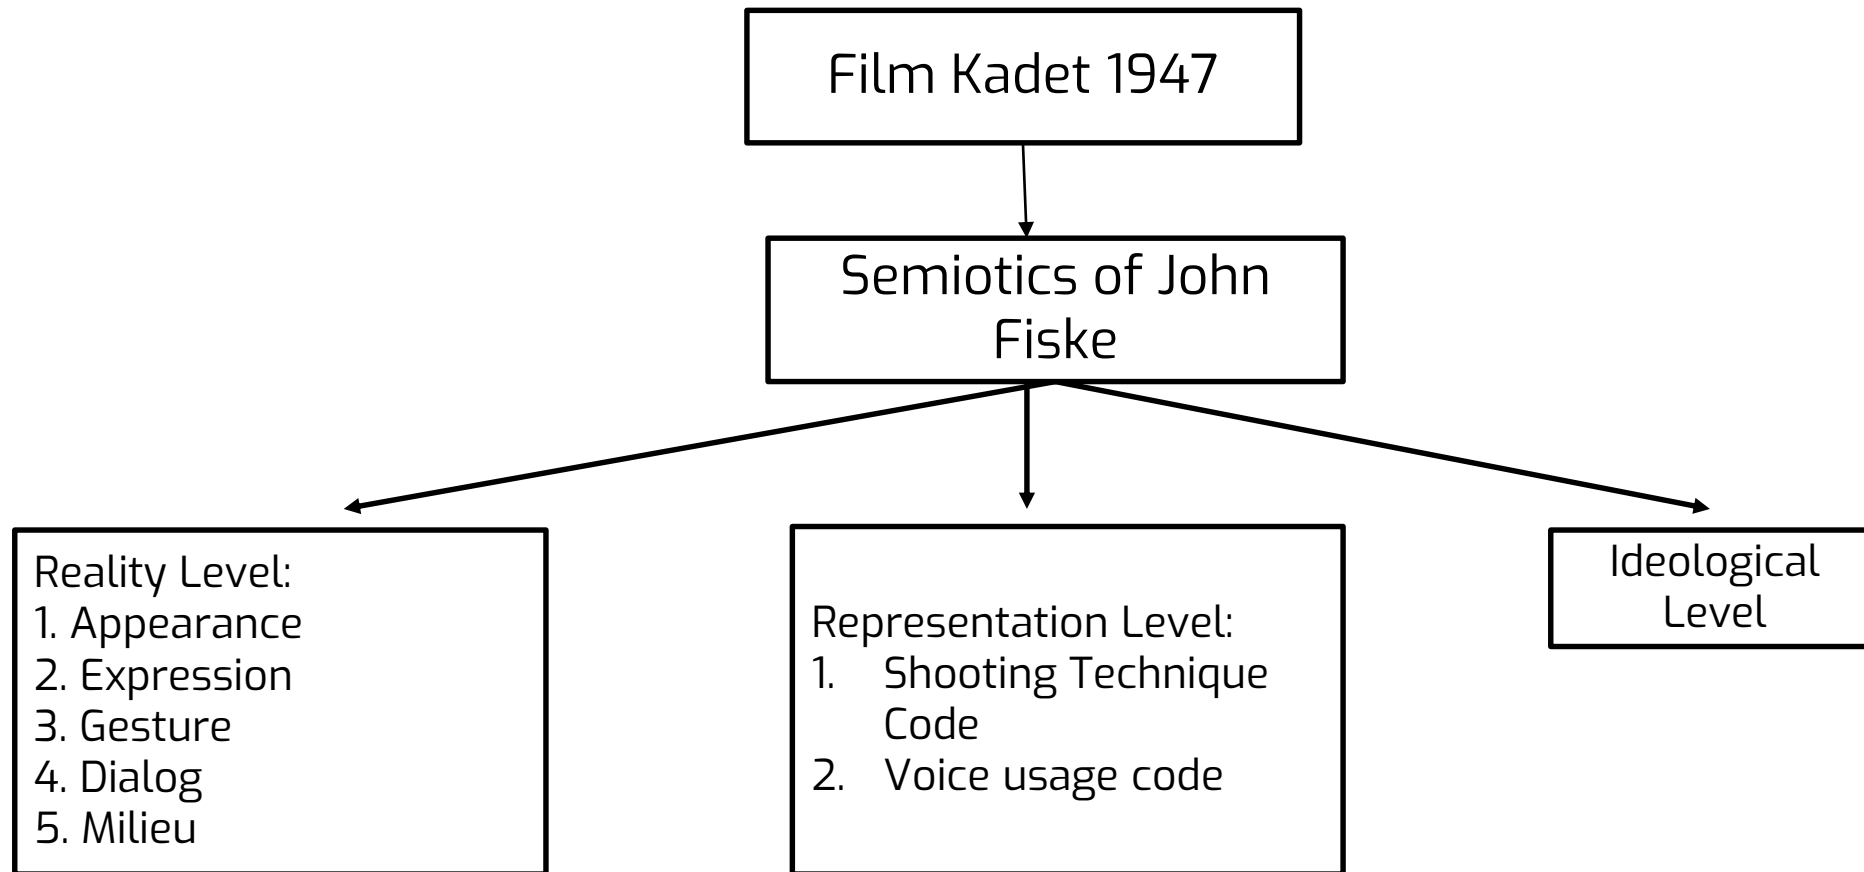 Film Kadet 1947
Semiotics of John
Fiske
Reality Level:
1. Appearance
2. Expression
3. Gesture
4. Dialog
5. Milieu
Representation Level:
1. Shooting Technique
Code
2. Voice usage code
Ideological
Level